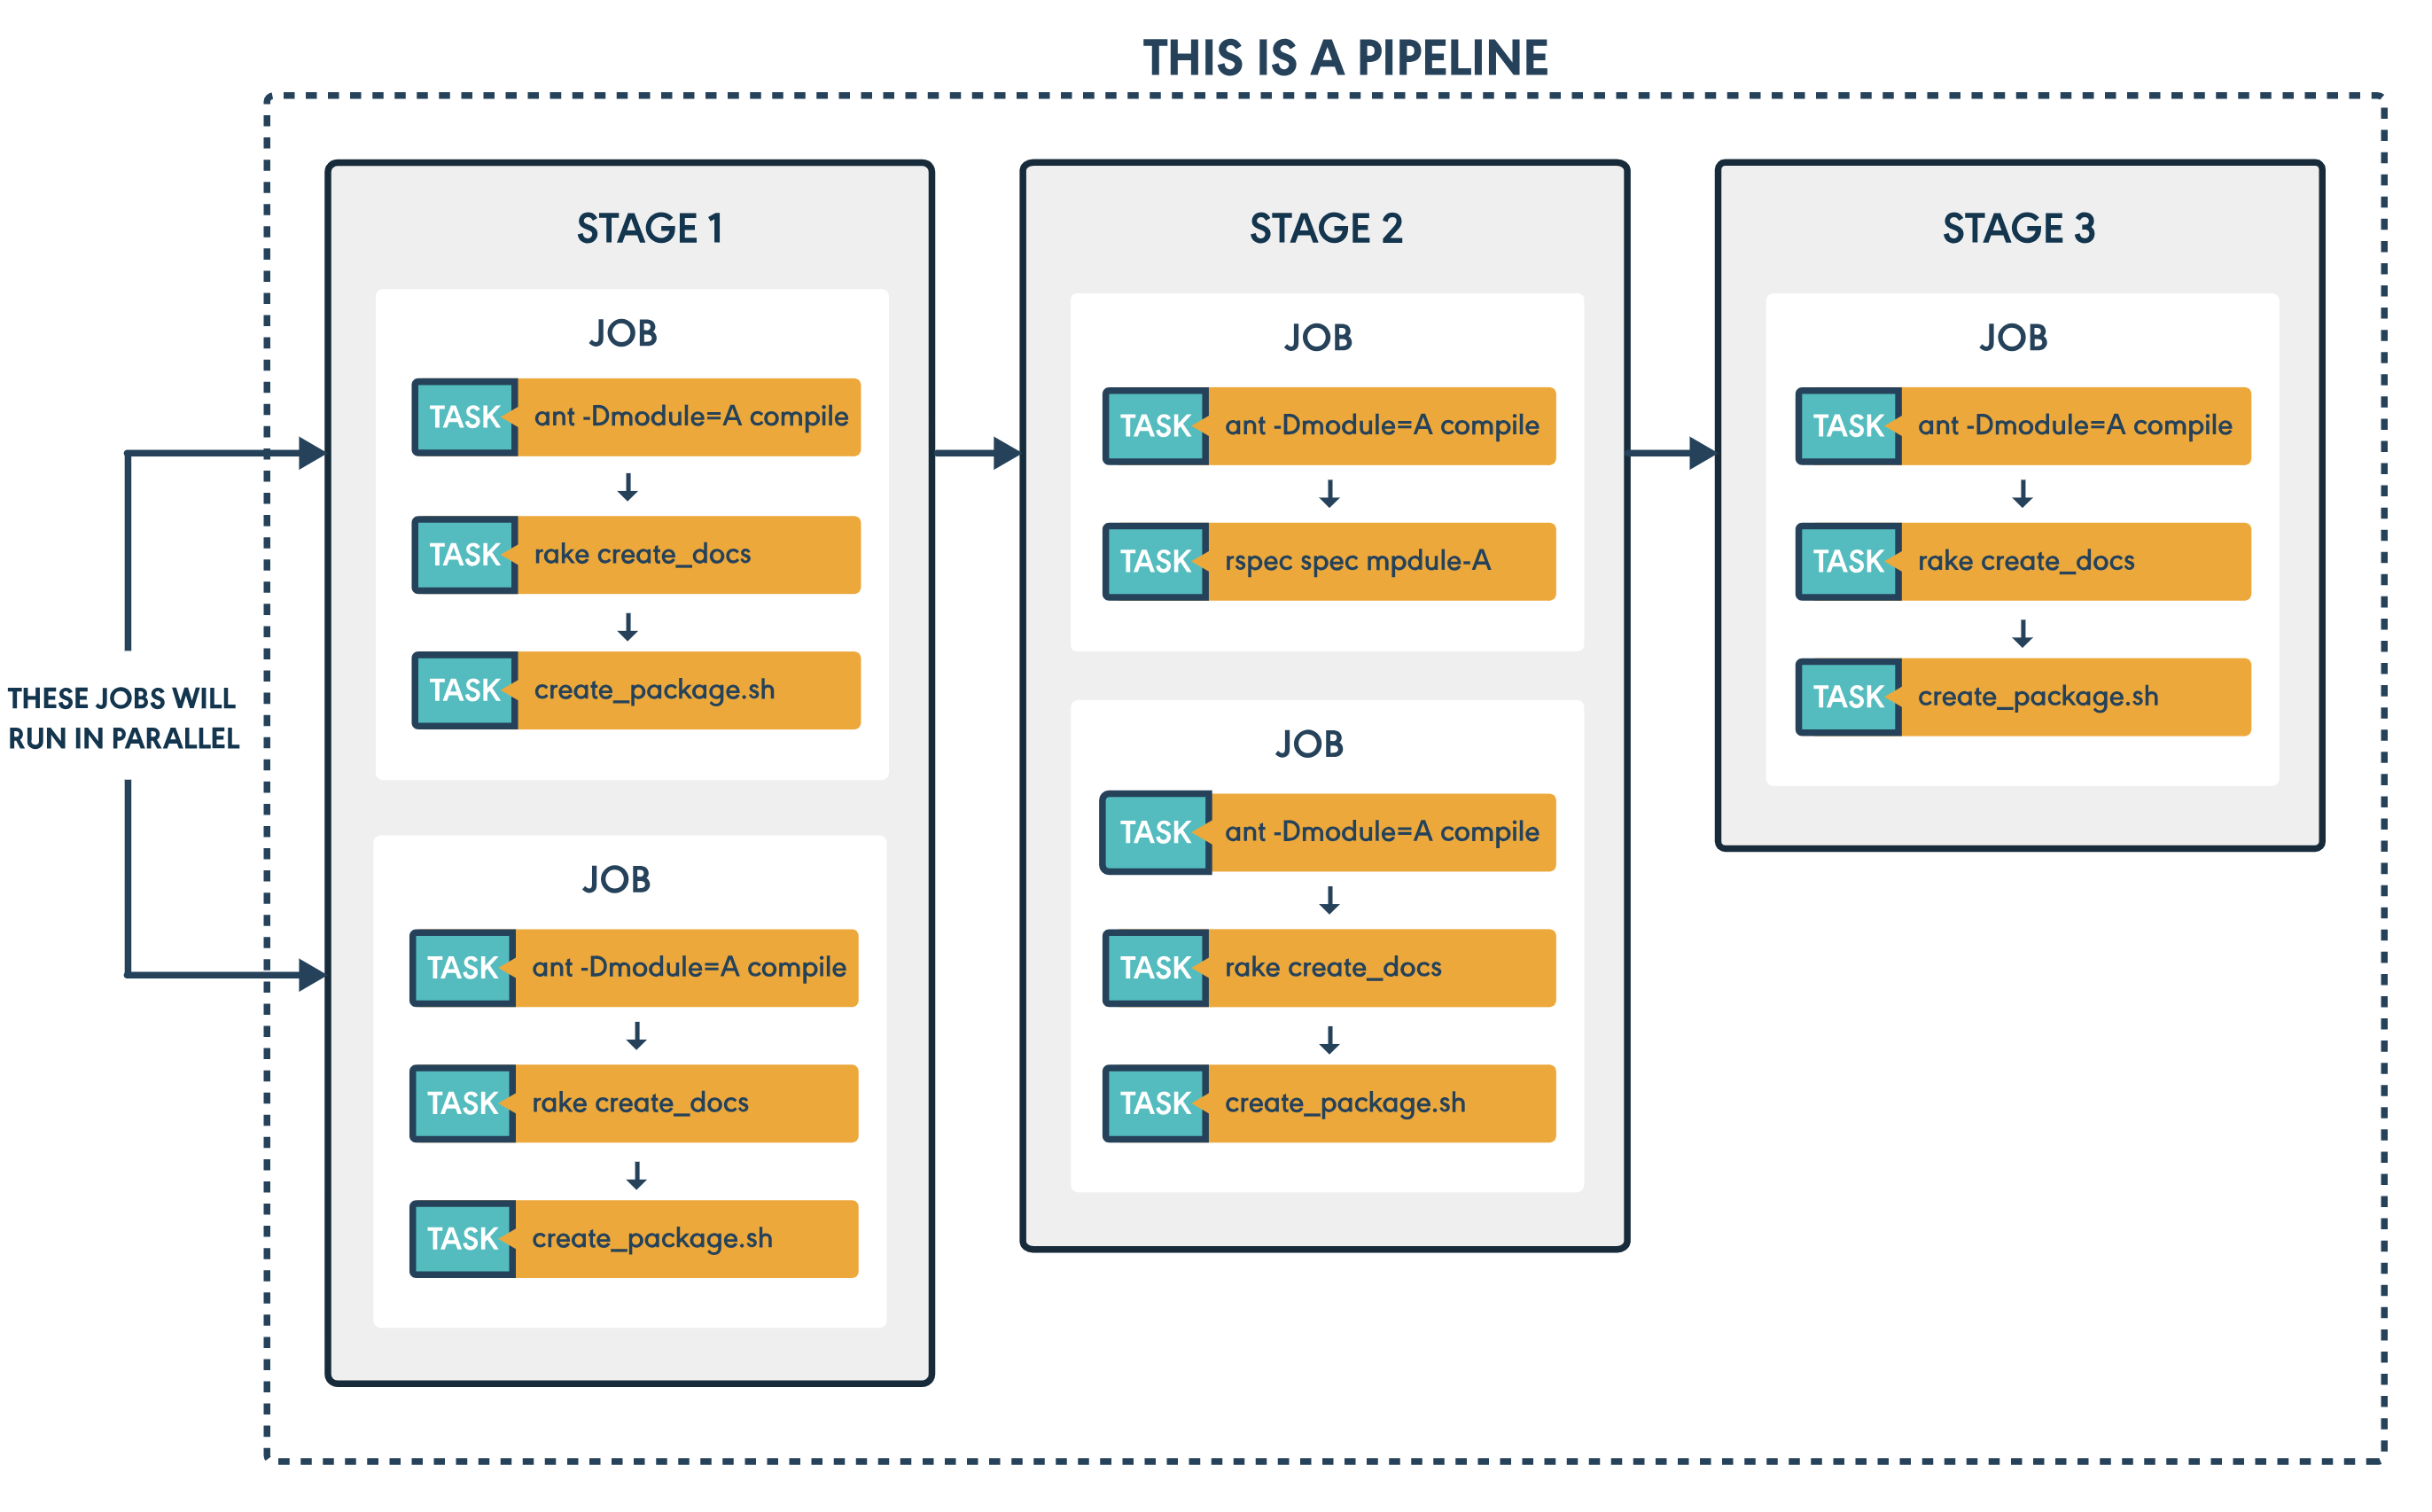 THIS IS A PIPELINE
THESE JOBS WILL
RUN IN PARALLEL
STAGE 1
JOB
TASK ant -Dmodule=A compile
TASK rake create_docs
TASK create_package.sh
JOB
TASK ant -Dmodule=A compile
TASK rake create_docs
TASK create_package.sh
STAGE 2
JOB
TASK ant -Dmodule=A compile
TASK rspec spec mpdule-A
JOB
TASK ant -Dmodule=A compile
TASK rake create_docs
TASK create_package.sh
STAGE 3
JOB
TASK ant -Dmodule=A compile
TASK rake create_docs
TASK create_package.sh